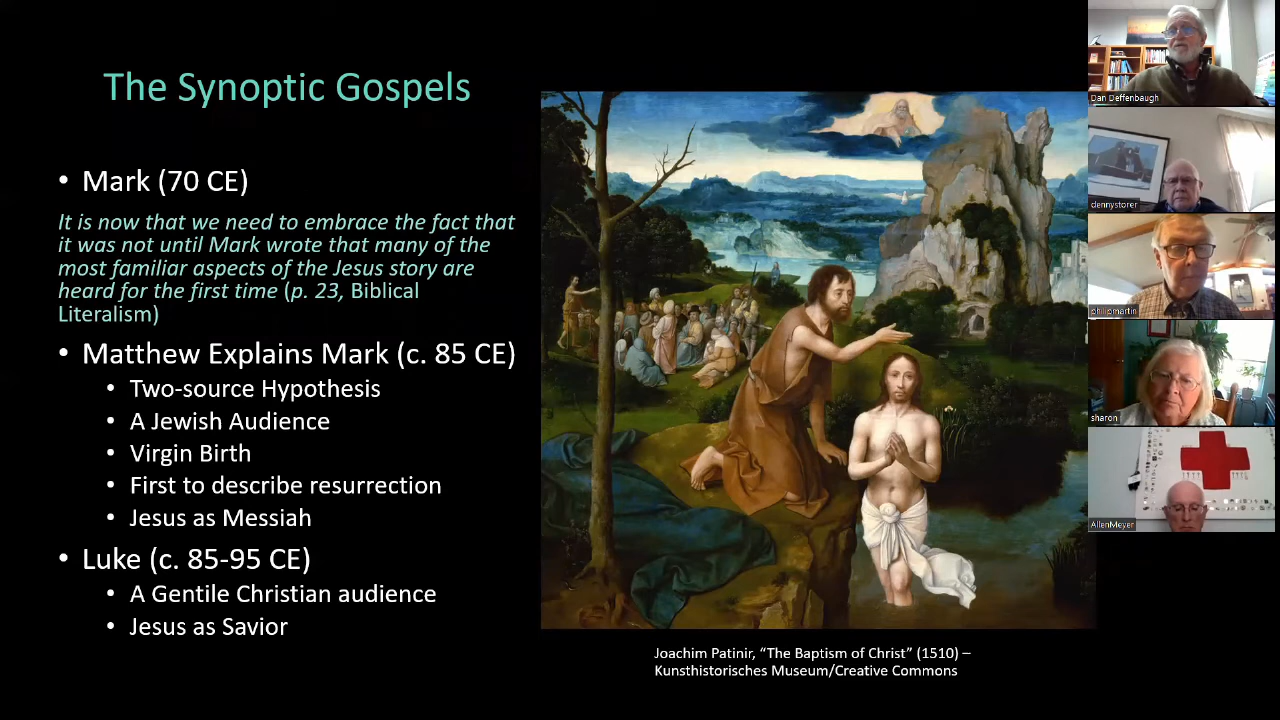 The Synoptic Gospels
• Mark (70 CE)
It is now that we need to embrace the fact that
it was not until Mark wrote that many of the
most familiar aspects of the Jesus story are
heard for the first time (p. 23, Biblical
Literalism)
• Matthew Explains Mark (c. 85 CE)
• Two-source Hypothesis
• A Jewish Audience
• Virgin Birth
• First to describe resurrection
• Jesus as Messiah
• Luke (c. 85-95 CE)
• A Gentile Christian audience
• Jesus as Savior
Joachim Patinir, “The Baptism of Christ” (1510) –
Kunsthistorisches Museum/Creative Commons
Dan Deffenbaugh
dennystorer
philipmartin
sharon
AllenMeyer